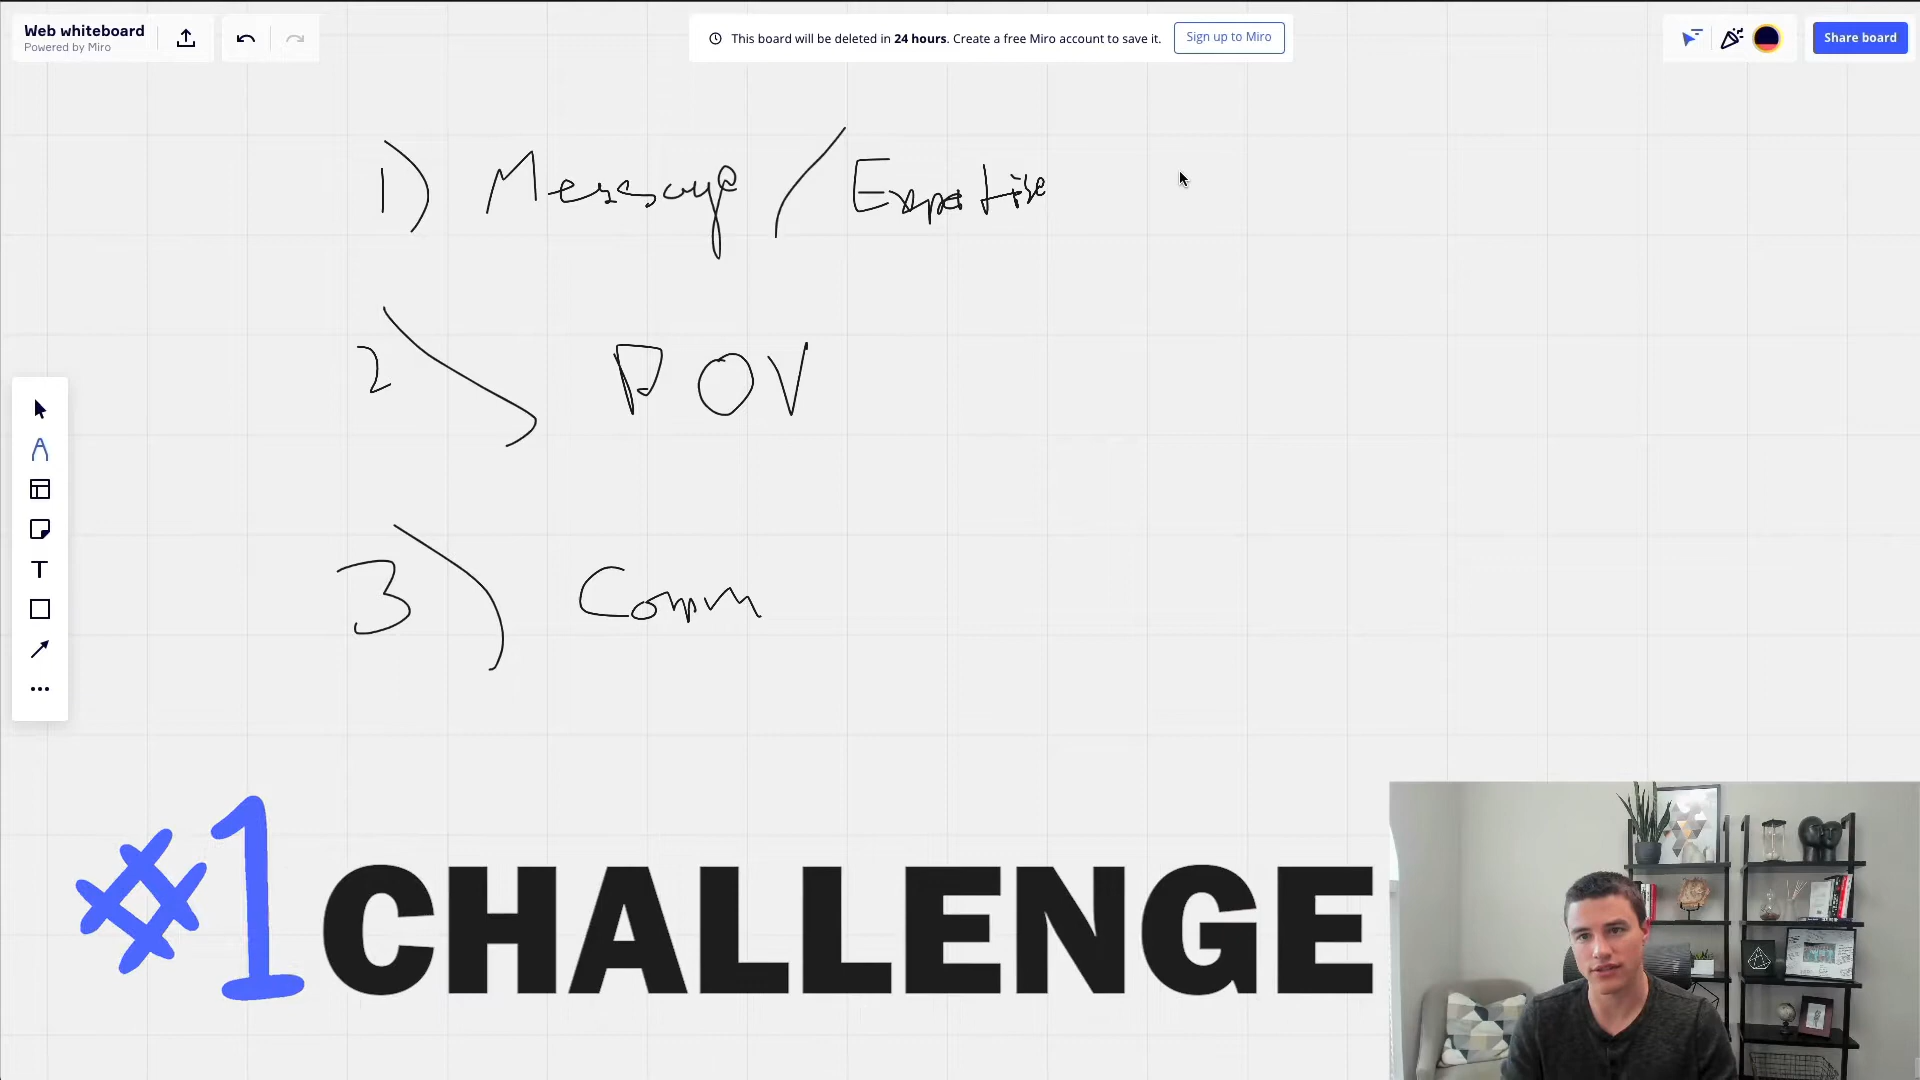 Web whiteboard
Powered by Miro
This board will be deleted in 24 hours. Create a free Miro account to save it.
Sign up to Miro
Share board
1) Message / Expertise
2) POV
3) Comm
#1 CHALLENGE